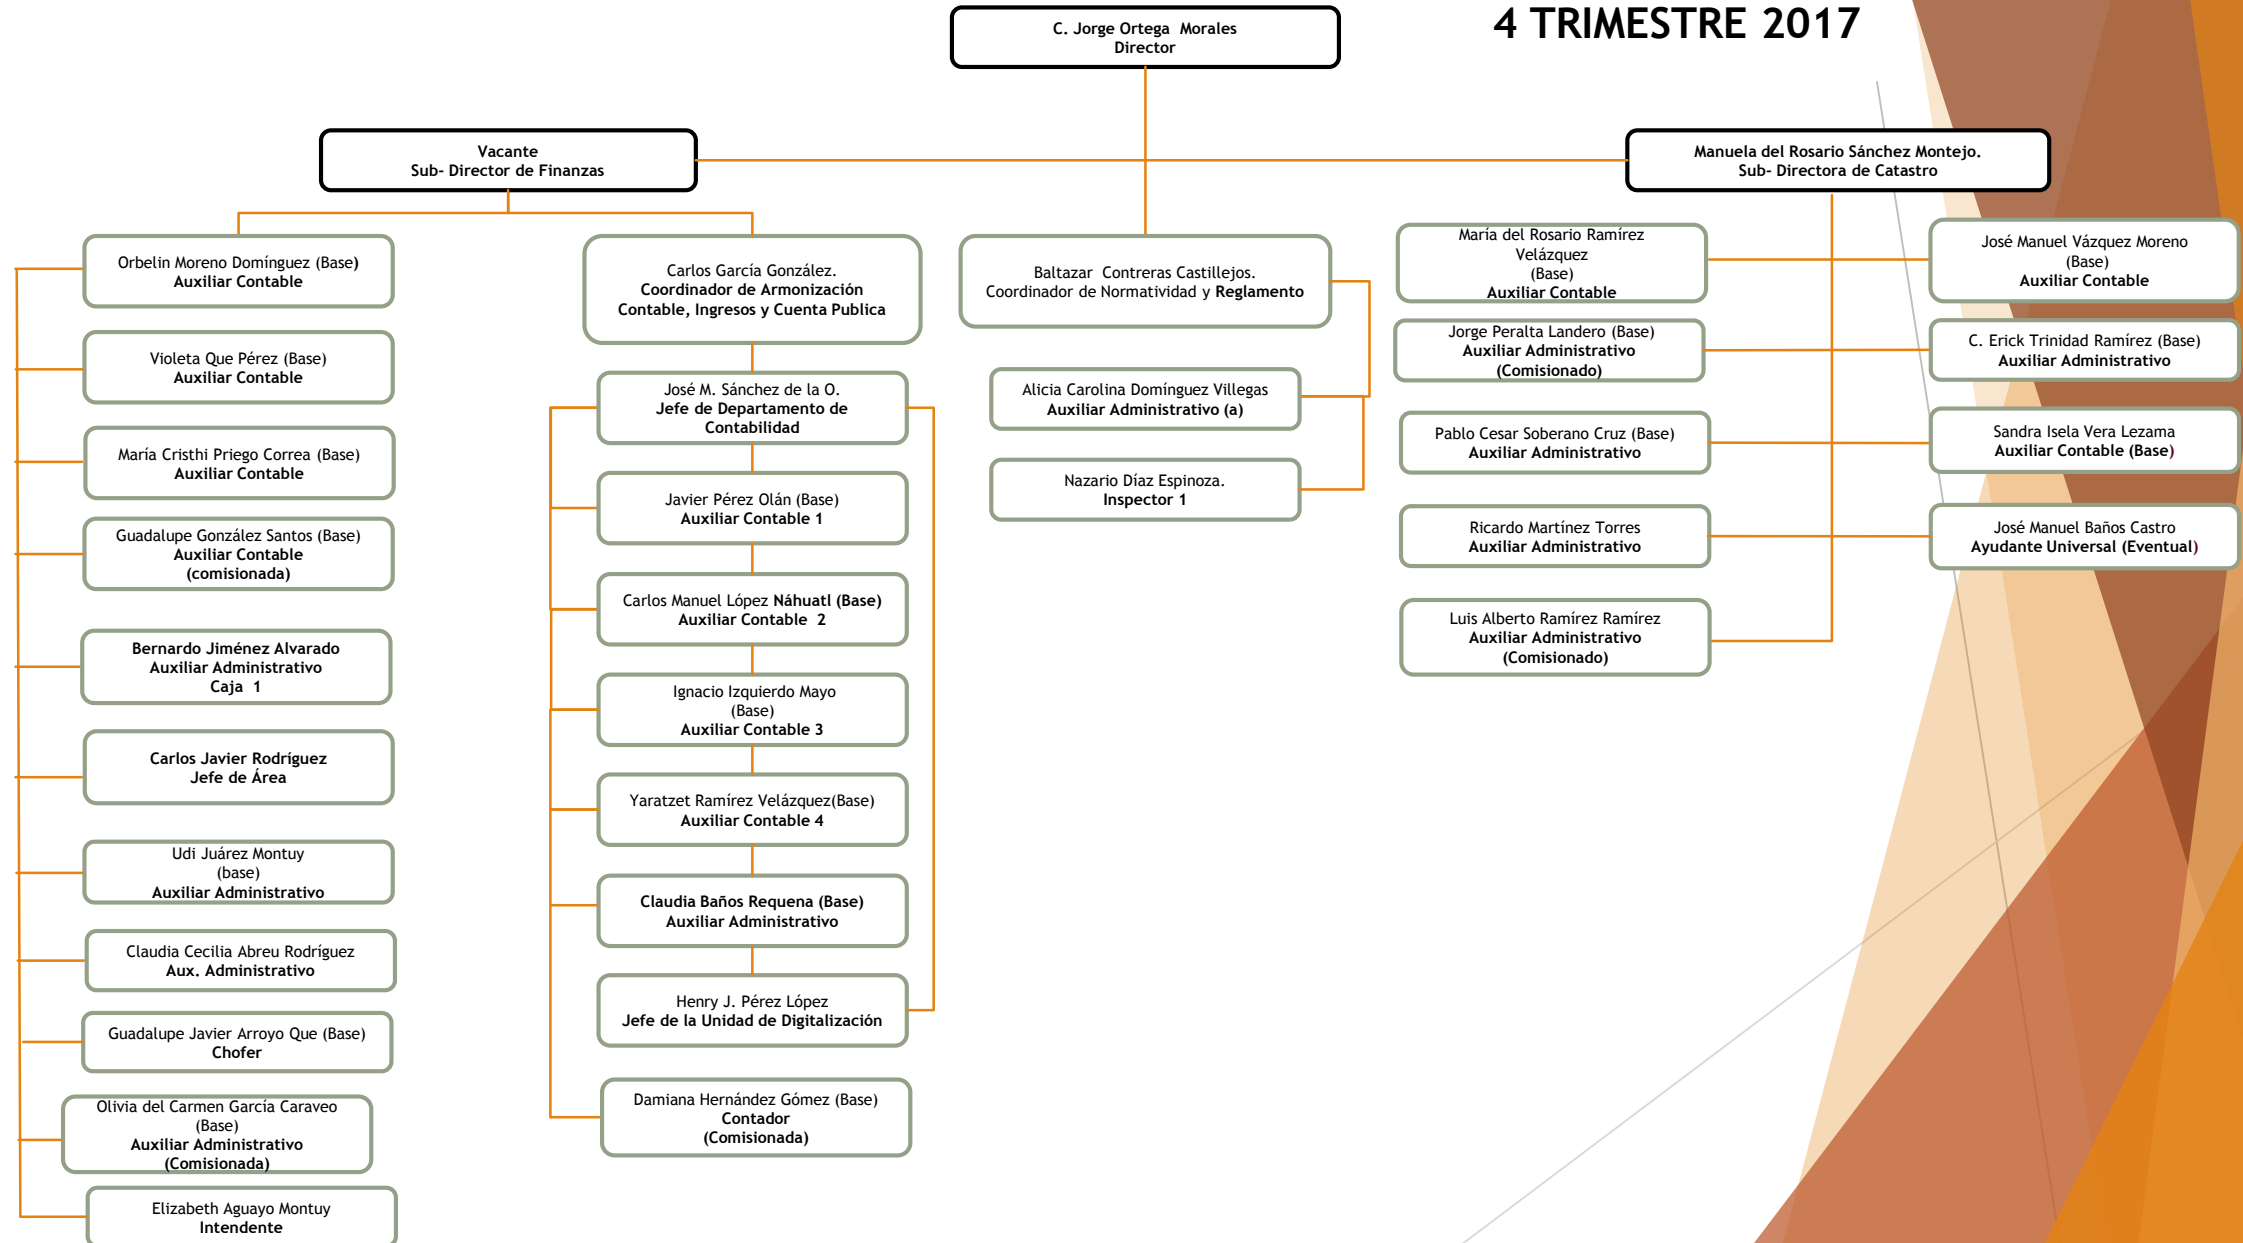 4 TRIMESTRE 2017
C. Jorge Ortega  Morales
Director
Vacante
Sub- Director de Finanzas
Manuela del Rosario Sánchez Montejo.
Sub- Directora de Catastro
Orbelin Moreno Domínguez (Base)
Auxiliar Contable
Violeta Que Pérez (Base)
Auxiliar Contable
María Cristhi Priego Correa (Base)
Auxiliar Contable
Guadalupe González Santos (Base)
Auxiliar Contable
(comisionada)
Bernardo Jiménez Alvarado
Auxiliar Administrativo
Caja  1
Carlos Javier Rodríguez
Jefe de Área
Udi Juárez Montuy
(base)
Auxiliar Administrativo
Claudia Cecilia Abreu Rodríguez
Aux. Administrativo
Guadalupe Javier Arroyo Que (Base)
Chofer
Olivia del Carmen García Caraveo
(Base)
Auxiliar Administrativo
(Comisionada)
Elizabeth Aguayo Montuy
Intendente
Carlos García González.
Coordinador de Armonización
Contable, Ingresos y Cuenta Publica
José M. Sánchez de la O.
Jefe de Departamento de
Contabilidad
Javier Pérez Olán (Base)
Auxiliar Contable 1
Carlos Manuel López Náhuatl (Base)
Auxiliar Contable  2
Ignacio Izquierdo Mayo
(Base)
Auxiliar Contable 3
Yaratzet Ramírez Velázquez(Base)
Auxiliar Contable 4
Claudia Baños Requena (Base)
Auxiliar Administrativo
Henry J. Pérez López
Jefe de la Unidad de Digitalización
Damiana Hernández Gómez (Base)
Contador
(Comisionada)
Baltazar  Contreras Castillejos.
Coordinador de Normatividad y Reglamento
Alicia Carolina Domínguez Villegas
Auxiliar Administrativo (a)
Nazario Díaz Espinoza.
Inspector 1
María del Rosario Ramírez
Velázquez
(Base)
Auxiliar Contable
Jorge Peralta Landero (Base)
Auxiliar Administrativo
(Comisionado)
Pablo Cesar Soberano Cruz (Base)
Auxiliar Administrativo
Ricardo Martínez Torres
Auxiliar Administrativo
Luis Alberto Ramírez Ramírez
Auxiliar Administrativo
(Comisionado)
José Manuel Vázquez Moreno
(Base)
Auxiliar Contable
C. Erick Trinidad Ramírez (Base)
Auxiliar Administrativo
Sandra Isela Vera Lezama
Auxiliar Contable (Base)
José Manuel Baños Castro
Ayudante Universal (Eventual)